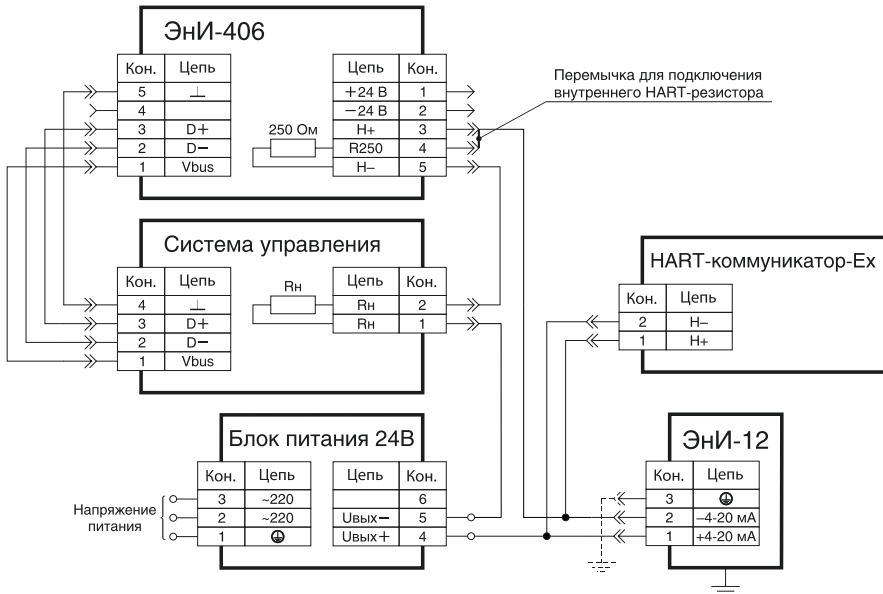 ЭнИ-406
Кон. Цепь
5 ⊥
4
3 D+
2 D−
1 Vbus
250 Ом
Цепь Кон.
+24 В 1
−24 В 2
H+ 3
R250 4
H− 5
Перемычка для подключения
внутреннего HART-резистора
Система управления
Кон. Цепь
4 ⊥
3 D+
2 D−
1 Vbus
Rн
Цепь Кон.
Rн 2
Rн 1
HART-коммуникатор-Ex
Кон. Цепь
2 H−
1 H+
Блок питания 24В
Напряжение
питания
Кон. Цепь
3 ~220
2 ~220
1
Цепь Кон.
6
Uвых− 5
Uвых+ 4
ЭнИ-12
Кон. Цепь
3
2 −4-20 мА
1 +4-20 мА